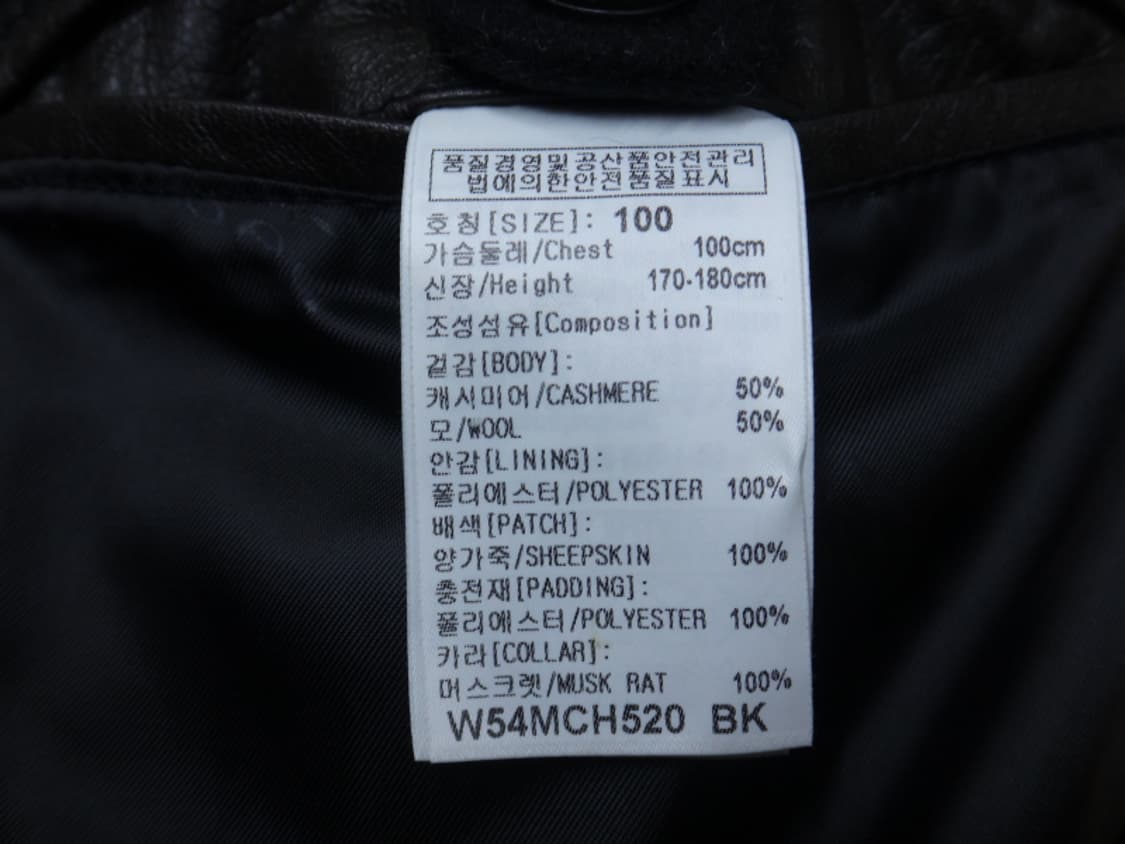 품질경영및공산품안전관리
법에의한안전품질표시
호칭[SIZE]: 100
가슴둘레/Chest 100cm
신장/Height 170-180cm
조성섬유[Composition]
겉감[BODY]:
캐시미어/CASHMERE 50%
모/WOOL 50%
안감[LINING]:
폴리에스터/POLYESTER 100%
배색[PATCH]:
양가죽/SHEEPSKIN 100%
충전재[PADDING]:
폴리에스터/POLYESTER 100%
카라[COLLAR]:
머스크렛/MUSK RAT 100%
W54MCH520 BK